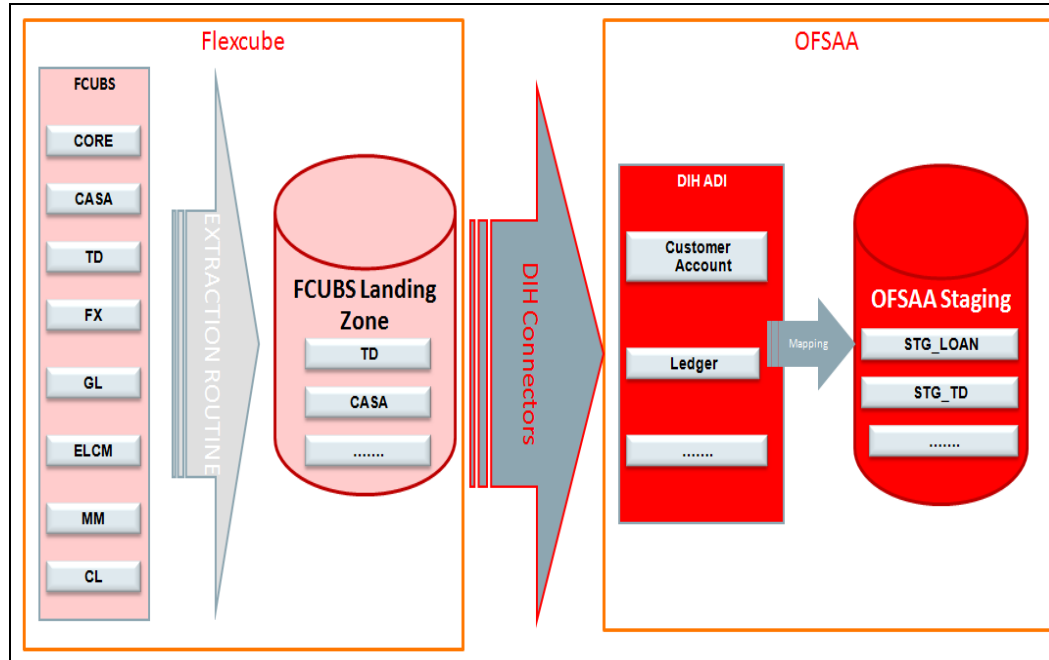 Flexcube
FCUBS
CORE
CASA
TD
FX
GL
ELCM
MM
CL
EXTRACTION ROUTINE
FCUBS Landing
Zone
TD
CASA
.......
DIH Connectors
OFSAA
DIH ADI
Customer
Account
Ledger
.......
Mapping
OFSAA Staging
STG_LOAN
STG_TD
.......